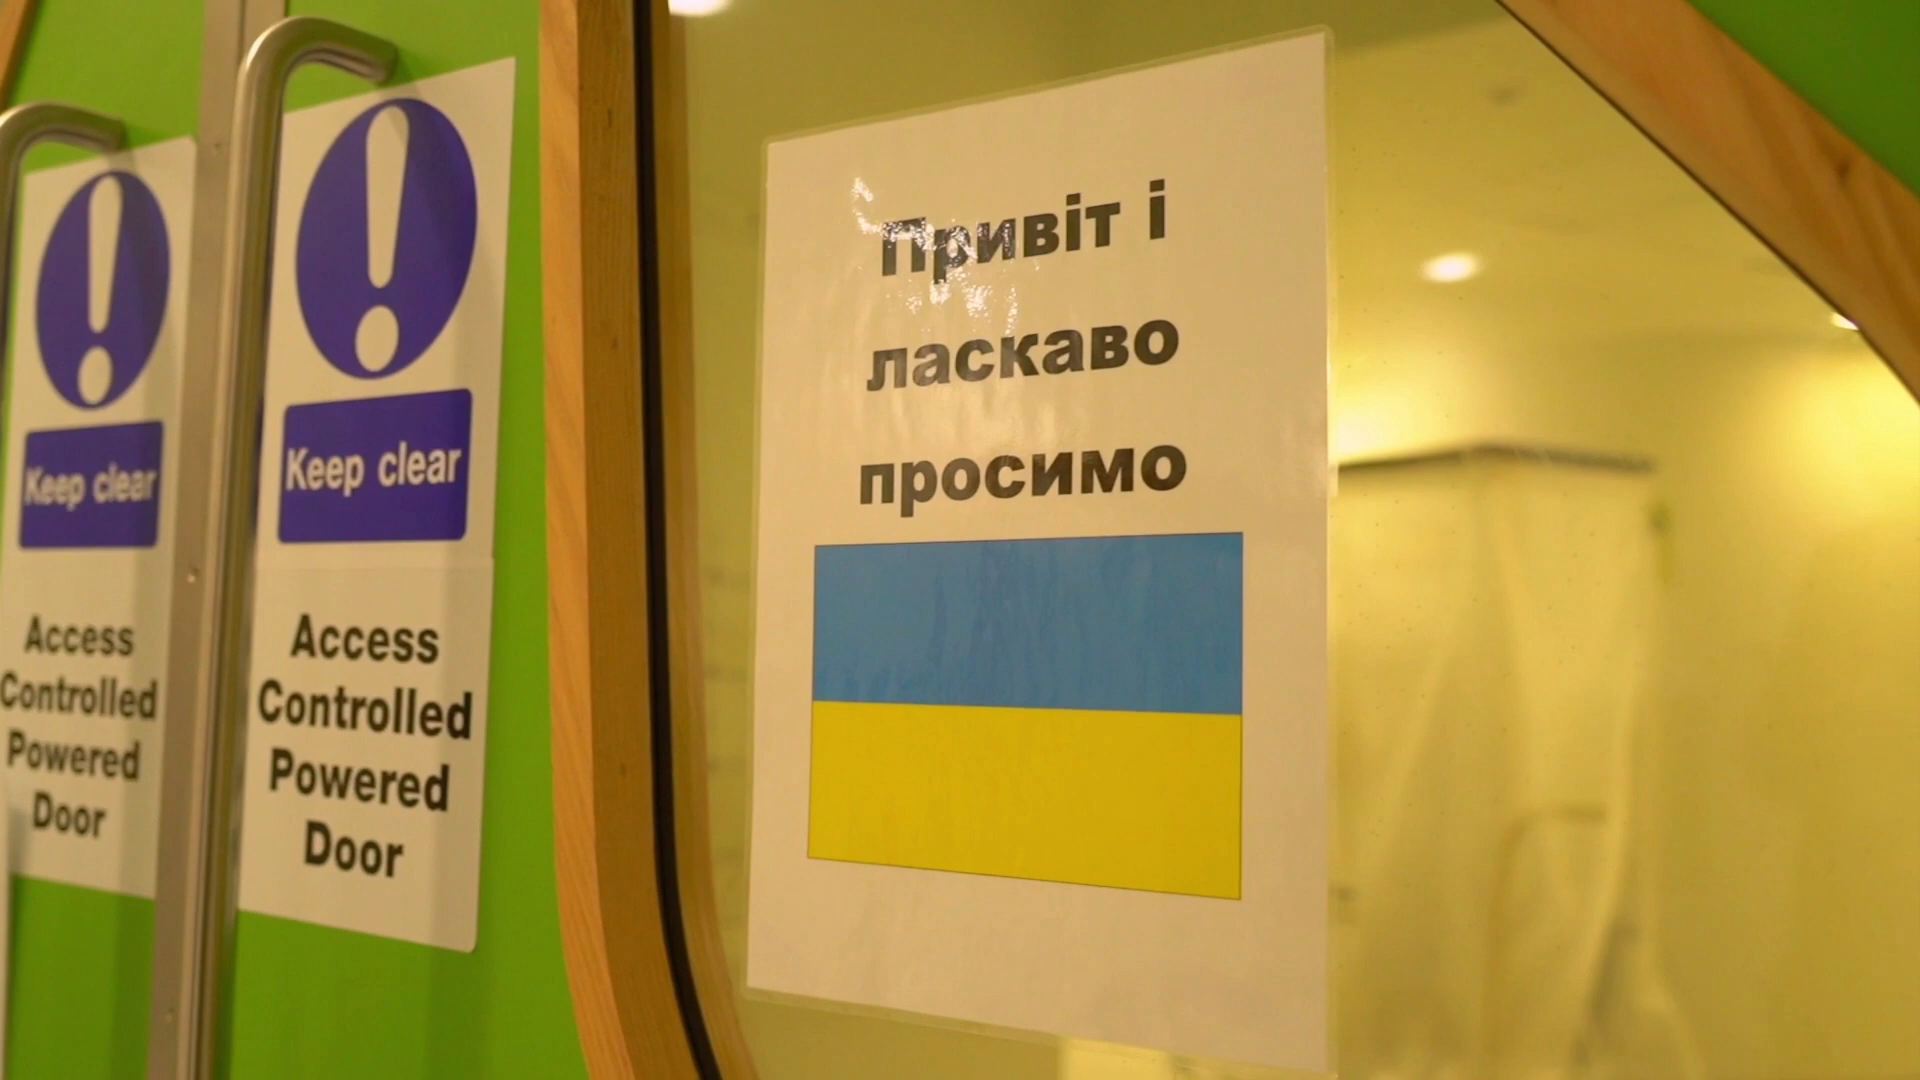 Keep clear
Access
Controlled
Powered
Door
Keep clear
Access
Controlled
Powered
Door
Привіт і
ласкаво
просимо